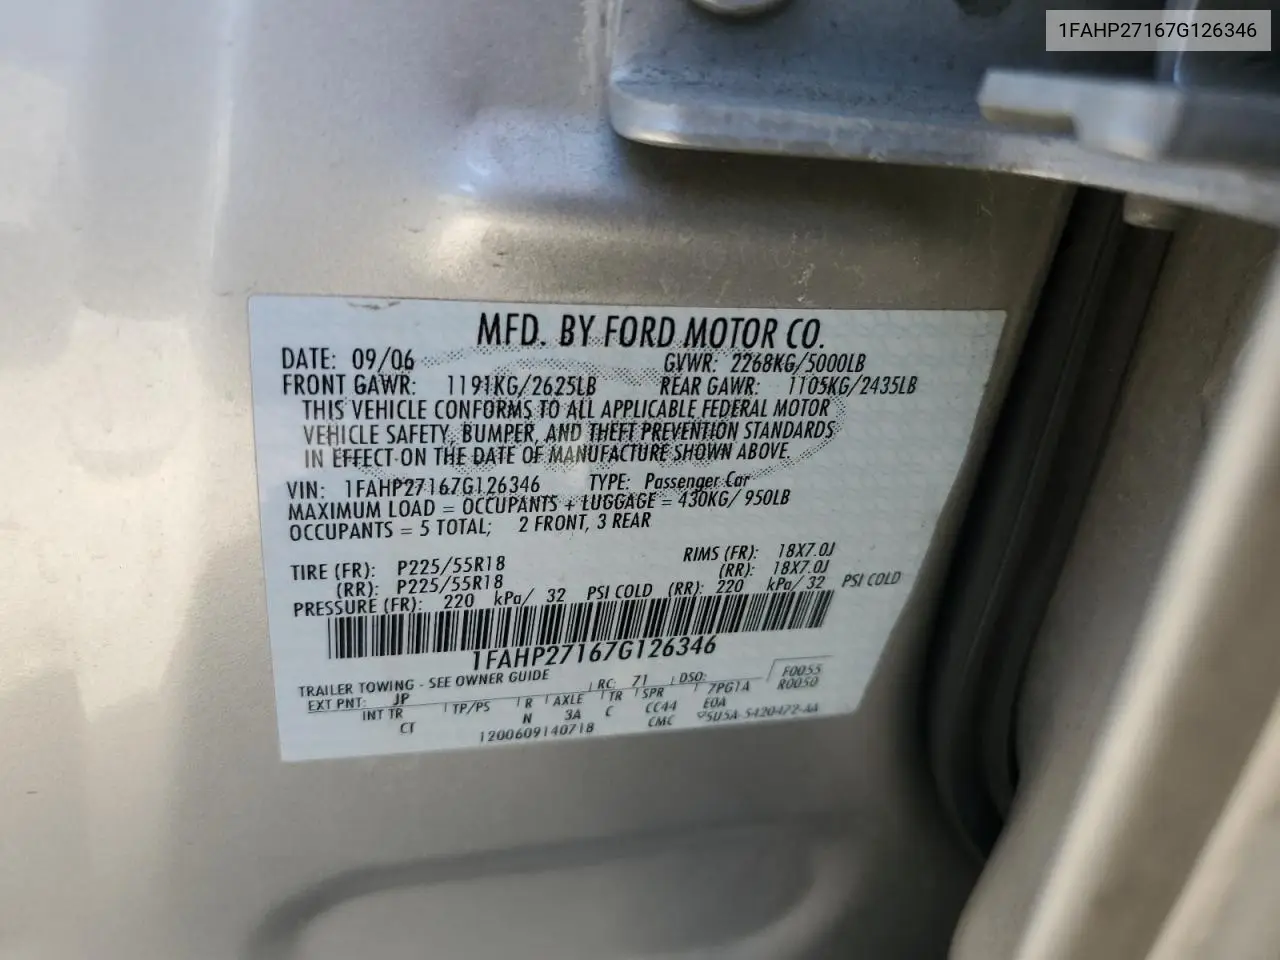 1FAHP27167G126346
MFD. BY FORD MOTOR CO.
DATE: 09/06 GVWR: 2268KG/5000LB
FRONT GAWR: 1191KG/2625LB REAR GAWR: 1105KG/2435LB
THIS VEHICLE CONFORMS TO ALL APPLICABLE FEDERAL MOTOR
VEHICLE SAFETY, BUMPER, AND THEFT PREVENTION STANDARDS
IN EFFECT ON THE DATE OF MANUFACTURE SHOWN ABOVE.
VIN: 1FAHP27167G126346 TYPE: Passenger Car
MAXIMUM LOAD = OCCUPANTS + LUGGAGE = 430KG/ 950LB
OCCUPANTS = 5 TOTAL; 2 FRONT, 3 REAR
TIRE (FR): P225/55R18 RIMS (FR): 18X7.0J
(RR): P225/55R18 (RR): 18X7.0J
PRESSURE (FR): 220 kPa/ 32 PSI COLD (RR): 220 kPa/ 32 PSI COLD
1FAHP27167G126346
TRAILER TOWING - SEE OWNER GUIDE
F0055
EXT PNT: JP RC: 71 DSO: 7PG1A R0050
INT TR TP/PS R AXLE TR SPR E0A
CT N 3A C CC44 5U5A-5420472-AA
1200609140718 CMC